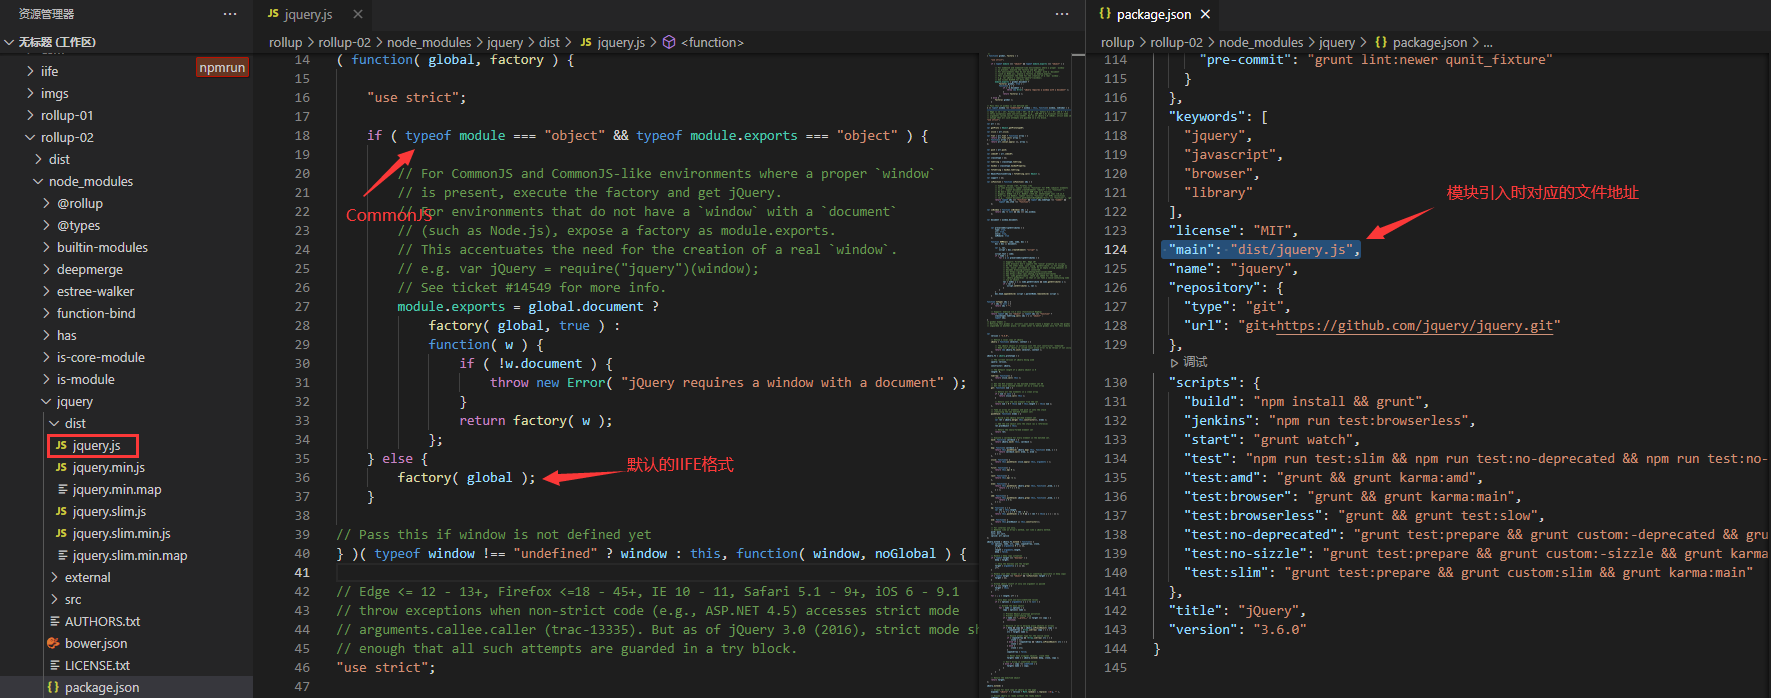 资源管理器
无标题 (工作区)
iife
npmrun
imgs
rollup-01
rollup-02
dist
node_modules
@rollup
@types
builtin-modules
deepmerge
estree-walker
function-bind
has
is-core-module
is-module
jquery
dist
JS jquery.js
JS jquery.min.js
jquery.min.map
JS jquery.slim.js
JS jquery.slim.min.js
jquery.slim.min.map
external
src
AUTHORS.txt
bower.json
LICENSE.txt
{} package.json
JS jquery.js
rollup > rollup-02 > node_modules > jquery > dist > JS jquery.js > <function>
14 ( function( global, factory ) {
15
16 "use strict";
17
18 if ( typeof module === "object" && typeof module.exports === "object" ) {
19
20 // For CommonJS and CommonJS-like environments where a proper `window`
21 // is present, execute the factory and get jQuery.
CommonJS
22 // For environments that do not have a `window` with a `document`
23 // (such as Node.js), expose a factory as module.exports.
24 // This accentuates the need for the creation of a real `window`.
25 // e.g. var jQuery = require("jquery")(window);
26 // See ticket #14549 for more info.
27 module.exports = global.document ?
28 factory( global, true ) :
29 function( w ) {
30 if ( !w.document ) {
31 throw new Error( "jQuery requires a window with a document" );
32 }
33 return factory( w );
34 };
35 } else {
36 factory( global );
默认的IIFE格式
37 }
38
39 // Pass this if window is not defined yet
40 } )( typeof window !== "undefined" ? window : this, function( window, noGlobal ) {
41
42 // Edge <= 12 - 13+, Firefox <=18 - 45+, IE 10 - 11, Safari 5.1 - 9+, iOS 6 - 9.1
43 // throw exceptions when non-strict code (e.g., ASP.NET 4.5) accesses strict mode
44 // arguments.callee.caller (trac-13335). But as of jQuery 3.0 (2016), strict mode sh
45 // enough that all such attempts are guarded in a try block.
46 "use strict";
47
{} package.json
rollup > rollup-02 > node_modules > jquery > {} package.json > ...
114 "pre-commit": "grunt lint:newer qunit_fixture"
115 }
116 },
117 "keywords": [
118 "jquery",
119 "javascript",
120 "browser",
121 "library"
模块引入时对应的文件地址
122 ],
123 "license": "MIT",
124 "main": "dist/jquery.js",
125 "name": "jquery",
126 "repository": {
127 "type": "git",
128 "url": "git+https://github.com/jquery/jquery.git"
129 },
调试
130 "scripts": {
131 "build": "npm install && grunt",
132 "jenkins": "npm run test:browserless",
133 "start": "grunt watch",
134 "test": "npm run test:slim && npm run test:no-deprecated && npm run test:no-
135 "test:amd": "grunt && grunt karma:amd",
136 "test:browser": "grunt && grunt karma:main",
137 "test:browserless": "grunt && grunt test:slow",
138 "test:no-deprecated": "grunt test:prepare && grunt custom:-deprecated && gru
139 "test:no-sizzle": "grunt test:prepare && grunt custom:-sizzle && grunt karma
140 "test:slim": "grunt test:prepare && grunt custom:slim && grunt karma:main"
141 },
142 "title": "jQuery",
143 "version": "3.6.0"
144 }
145